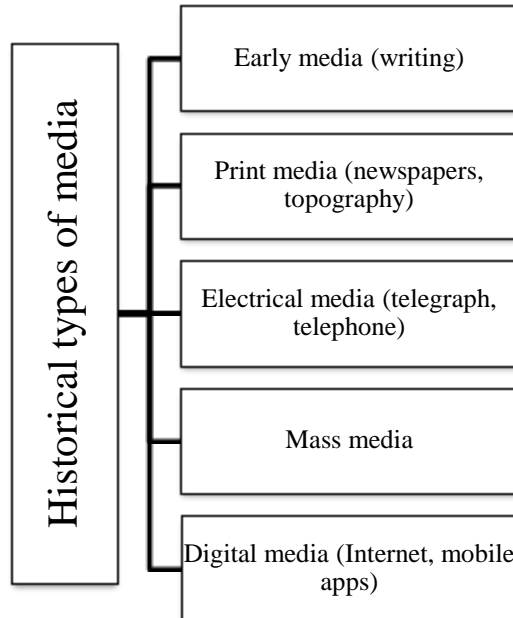 Historical types of media
Early media (writing)
Print media (newspapers,
topography)
Electrical media (telegraph,
telephone)
Mass media
Digital media (Internet, mobile
apps)